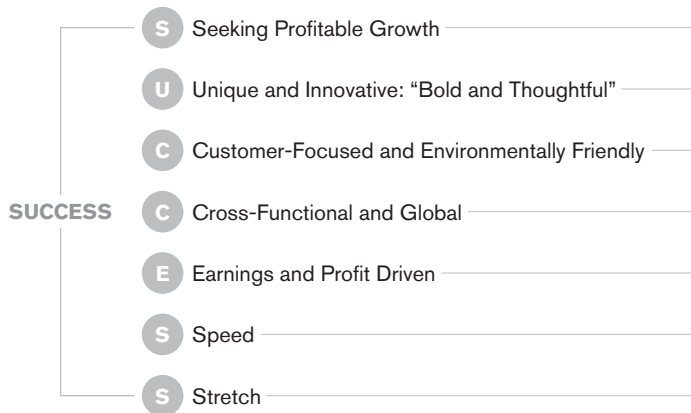 S Seeking Profitable Growth
U Unique and Innovative: “Bold and Thoughtful”
C Customer-Focused and Environmentally Friendly
SUCCESS C Cross-Functional and Global
E Earnings and Profit Driven
S Speed
S Stretch